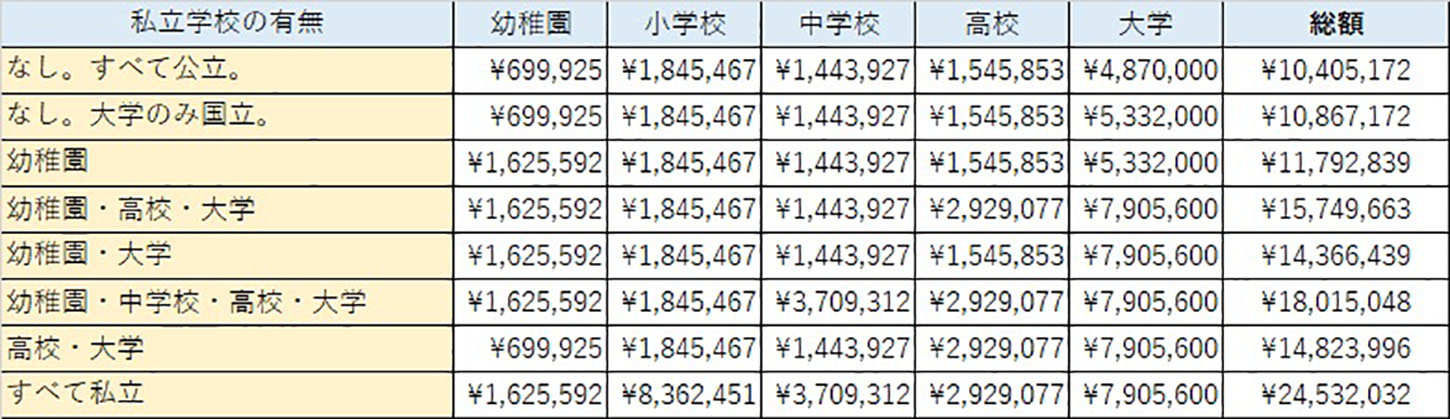 私立学校の有無 幼稚園 小学校 中学校 高校 大学 総額
なし。すべて公立。 ¥699,925 ¥1,845,467 ¥1,443,927 ¥1,545,853 ¥4,870,000 ¥10,405,172
なし。大学のみ国立。 ¥699,925 ¥1,845,467 ¥1,443,927 ¥1,545,853 ¥5,332,000 ¥10,867,172
幼稚園 ¥1,625,592 ¥1,845,467 ¥1,443,927 ¥1,545,853 ¥5,332,000 ¥11,792,839
幼稚園・高校・大学 ¥1,625,592 ¥1,845,467 ¥1,443,927 ¥2,929,077 ¥7,905,600 ¥15,749,663
幼稚園・大学 ¥1,625,592 ¥1,845,467 ¥1,443,927 ¥1,545,853 ¥7,905,600 ¥14,366,439
幼稚園・中学校・高校・大学 ¥1,625,592 ¥1,845,467 ¥3,709,312 ¥2,929,077 ¥7,905,600 ¥18,015,048
高校・大学 ¥699,925 ¥1,845,467 ¥1,443,927 ¥2,929,077 ¥7,905,600 ¥14,823,996
すべて私立 ¥1,625,592 ¥8,362,451 ¥3,709,312 ¥2,929,077 ¥7,905,600 ¥24,532,032